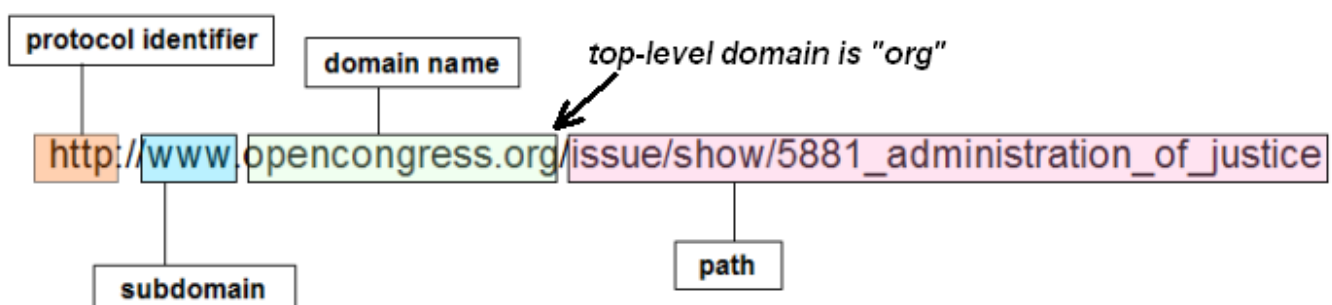 protocol identifier
domain name
top-level domain is "org"
http://www.opencongress.org/issue/show/5881_administration_of_justice
subdomain
path